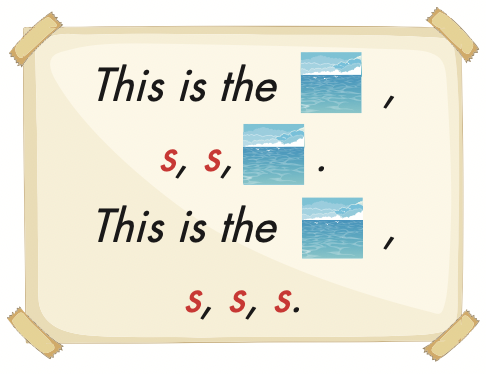 This is the ,
s, s, .
This is the ,
s, s, s.